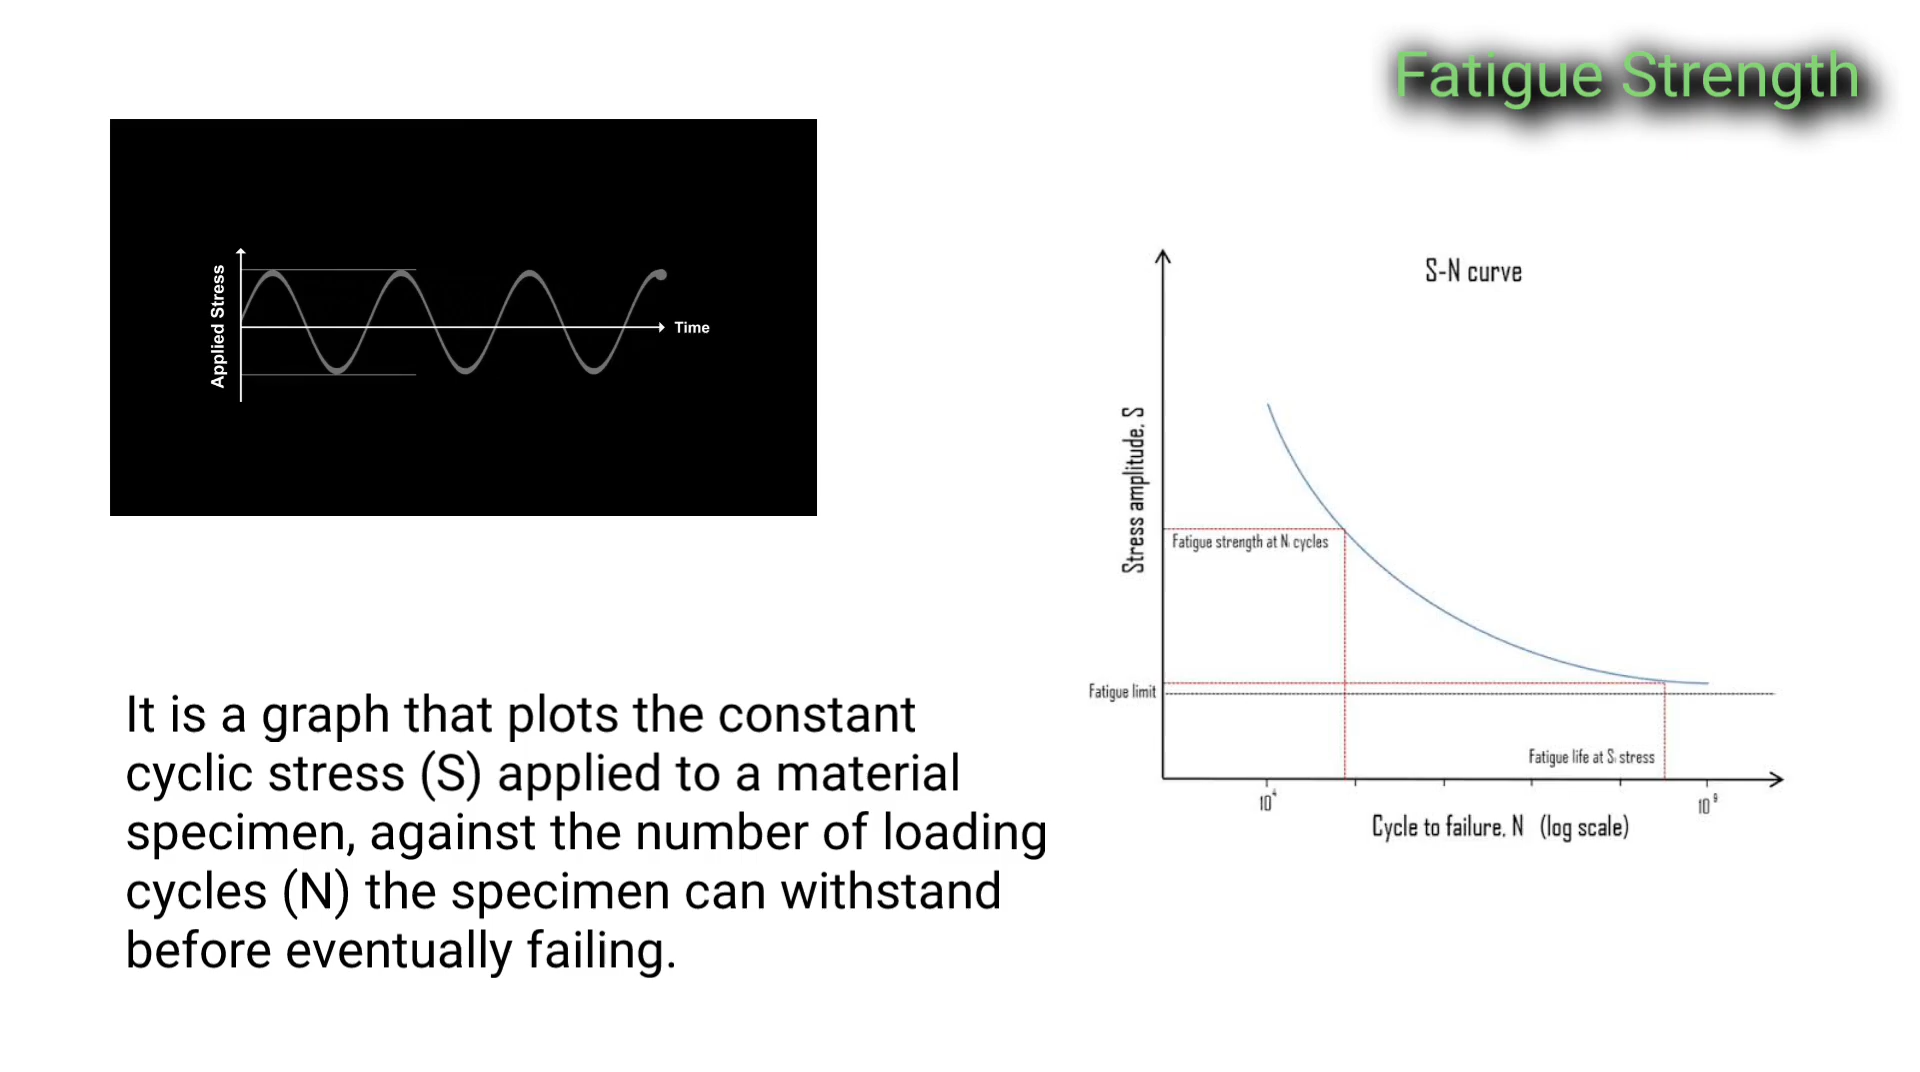 Fatigue Strength
Applied Stress
Time
It is a graph that plots the constant
cyclic stress (S) applied to a material
specimen, against the number of loading
cycles (N) the specimen can withstand
before eventually failing.
S-N curve
Stress amplitude, S
Fatigue strength at Nᵢ cycles
Fatigue limit
Fatigue life at Sᵢ stress
10⁴
10⁹
Cycle to failure, N (log scale)